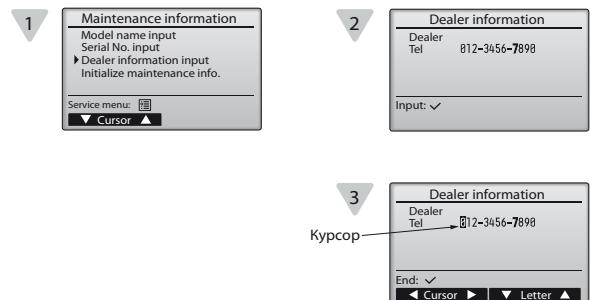 1
Maintenance information
Model name input
Serial No. input
Dealer information input
Initialize maintenance info.
Service menu:
▼ Cursor ▲
2
Dealer information
Dealer
Tel 012-3456-7890
Input: ✓
3
Dealer information
Dealer
Tel 012-3456-7890
Курсор
End: ✓
◀ Cursor ▶ ▼ Letter ▲